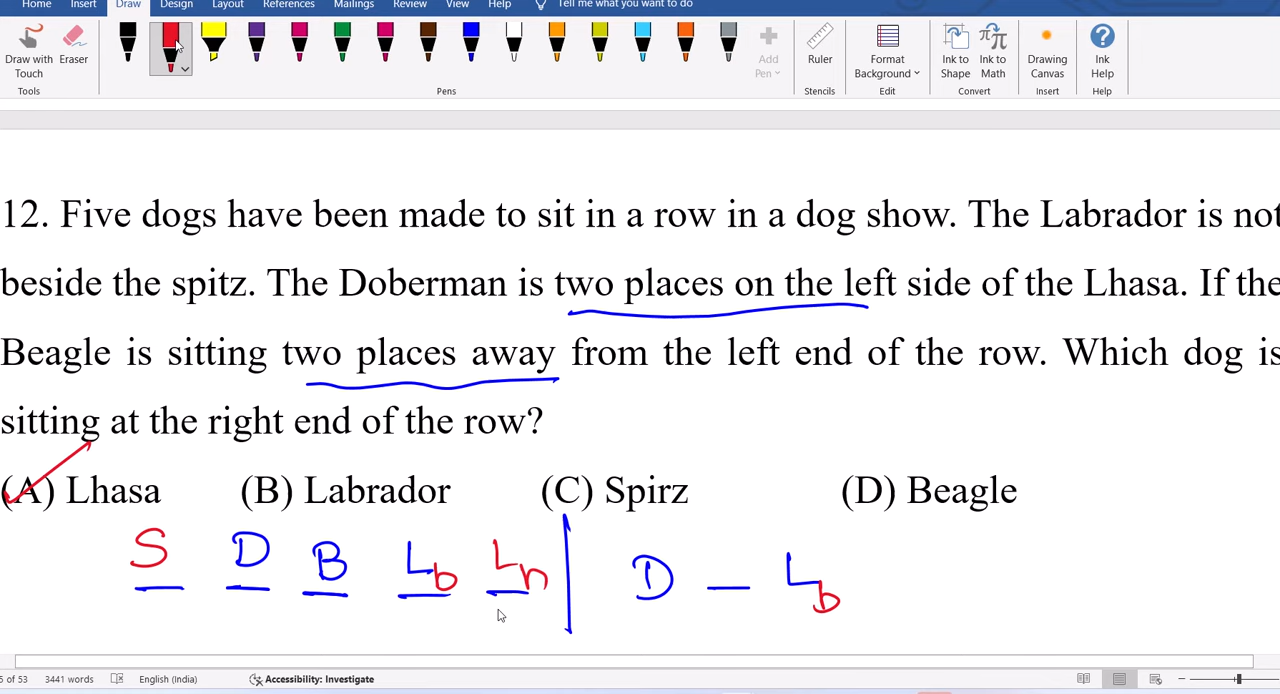 Home Insert Draw Design Layout References Mailings Review View Help Tell me what you want to do
Draw with Touch Eraser Add Pen Ruler Format Background Ink to Shape Ink to Math Drawing Canvas Ink Help
Tools Pens Stencils Edit Convert Insert Help
12. Five dogs have been made to sit in a row in a dog show. The Labrador is not
beside the spitz. The Doberman is two places on the left side of the Lhasa. If the
Beagle is sitting two places away from the left end of the row. Which dog is
sitting at the right end of the row?
(A) Lhasa (B) Labrador (C) Spirz (D) Beagle
S D B Lb Lh D _ Lb
5 of 53 3441 words English (India) Accessibility: Investigate